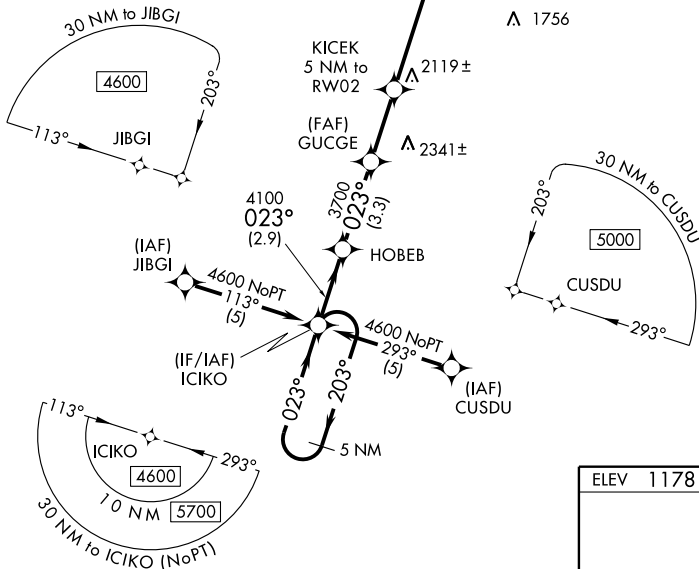 30 NM to JIBGI
4600
203°
113°
JIBGI
1756
KICEK
5 NM to
RW02
2119±
(FAF)
GUCGE
2341±
3700
023°
(3.3)
4100
023°
(2.9)
HOBEB
30 NM to CUSDU
203°
5000
CUSDU
293°
(IAF)
JIBGI
4600 NoPT
113°
(5)
4600 NoPT
293°
(5)
(IF/IAF)
ICIKO
(IAF)
CUSDU
023°
203°
5 NM
113°
ICIKO
293°
4600
10 NM
5700
30 NM to ICIKO (NoPT)
ELEV 1178